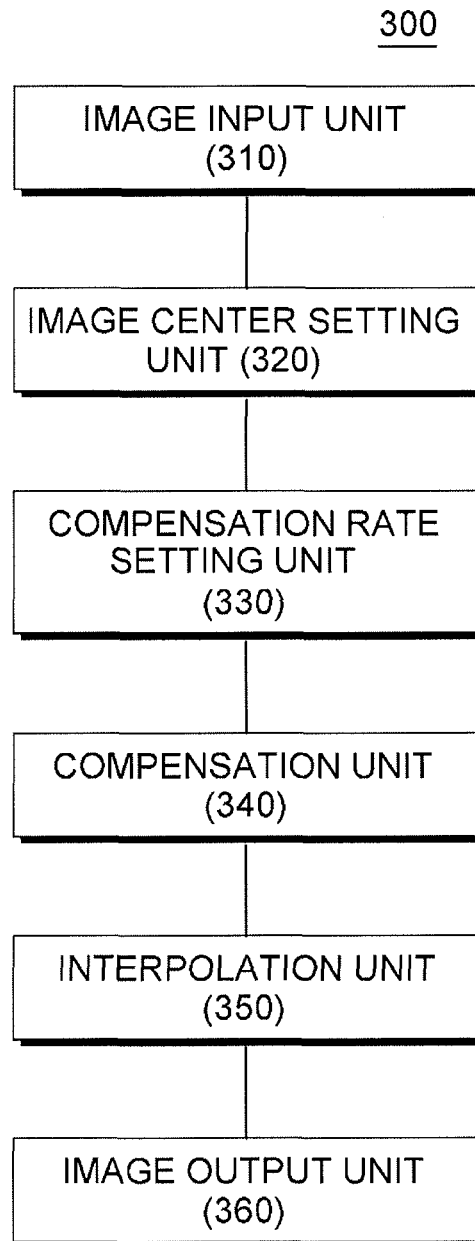 300
IMAGE INPUT UNIT
(310)
IMAGE CENTER SETTING
UNIT (320)
COMPENSATION RATE
SETTING UNIT
(330)
COMPENSATION UNIT
(340)
INTERPOLATION UNIT
(350)
IMAGE OUTPUT UNIT
(360)